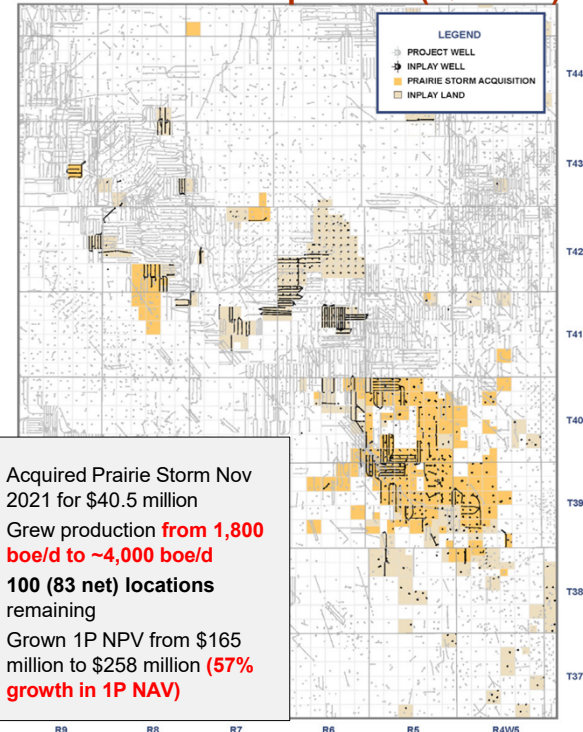 LEGEND
PROJECT WELL
INPLAY WELL
PRAIRIE STORM ACQUISITION
INPLAY LAND
T44
T43
T42
T41
T40
T39
T38
T37
Acquired Prairie Storm Nov
2021 for $40.5 million
Grew production from 1,800
boe/d to ~4,000 boe/d
100 (83 net) locations
remaining
Grown 1P NPV from $165
million to $258 million (57%
growth in 1P NAV)
R9 R8 R7 R6 R5 R4W5